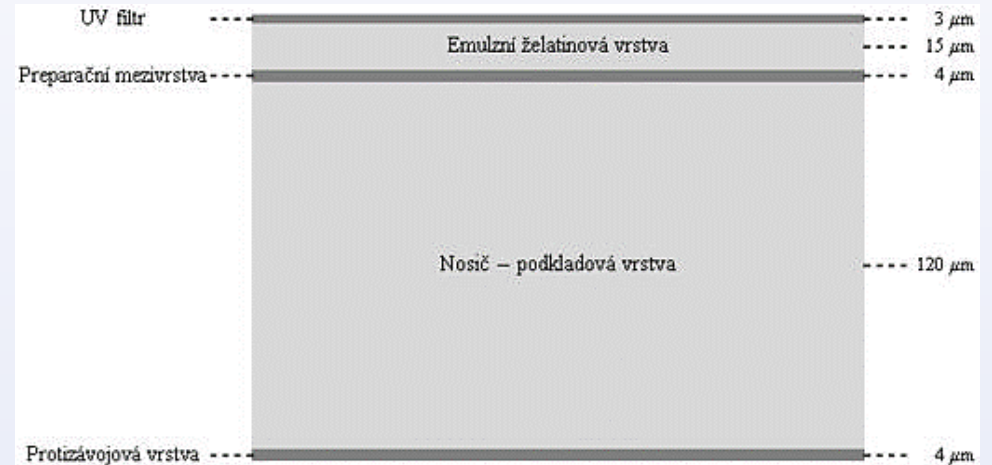 UV filtr ---- ---- 3 μm
Emulzní želatinová vrstva ---- 15 μm
Preparační mezivrstva ---- ---- 4 μm
Nosič – podkladová vrstva ---- 120 μm
Protizávojová vrstva ---- ---- 4 μm